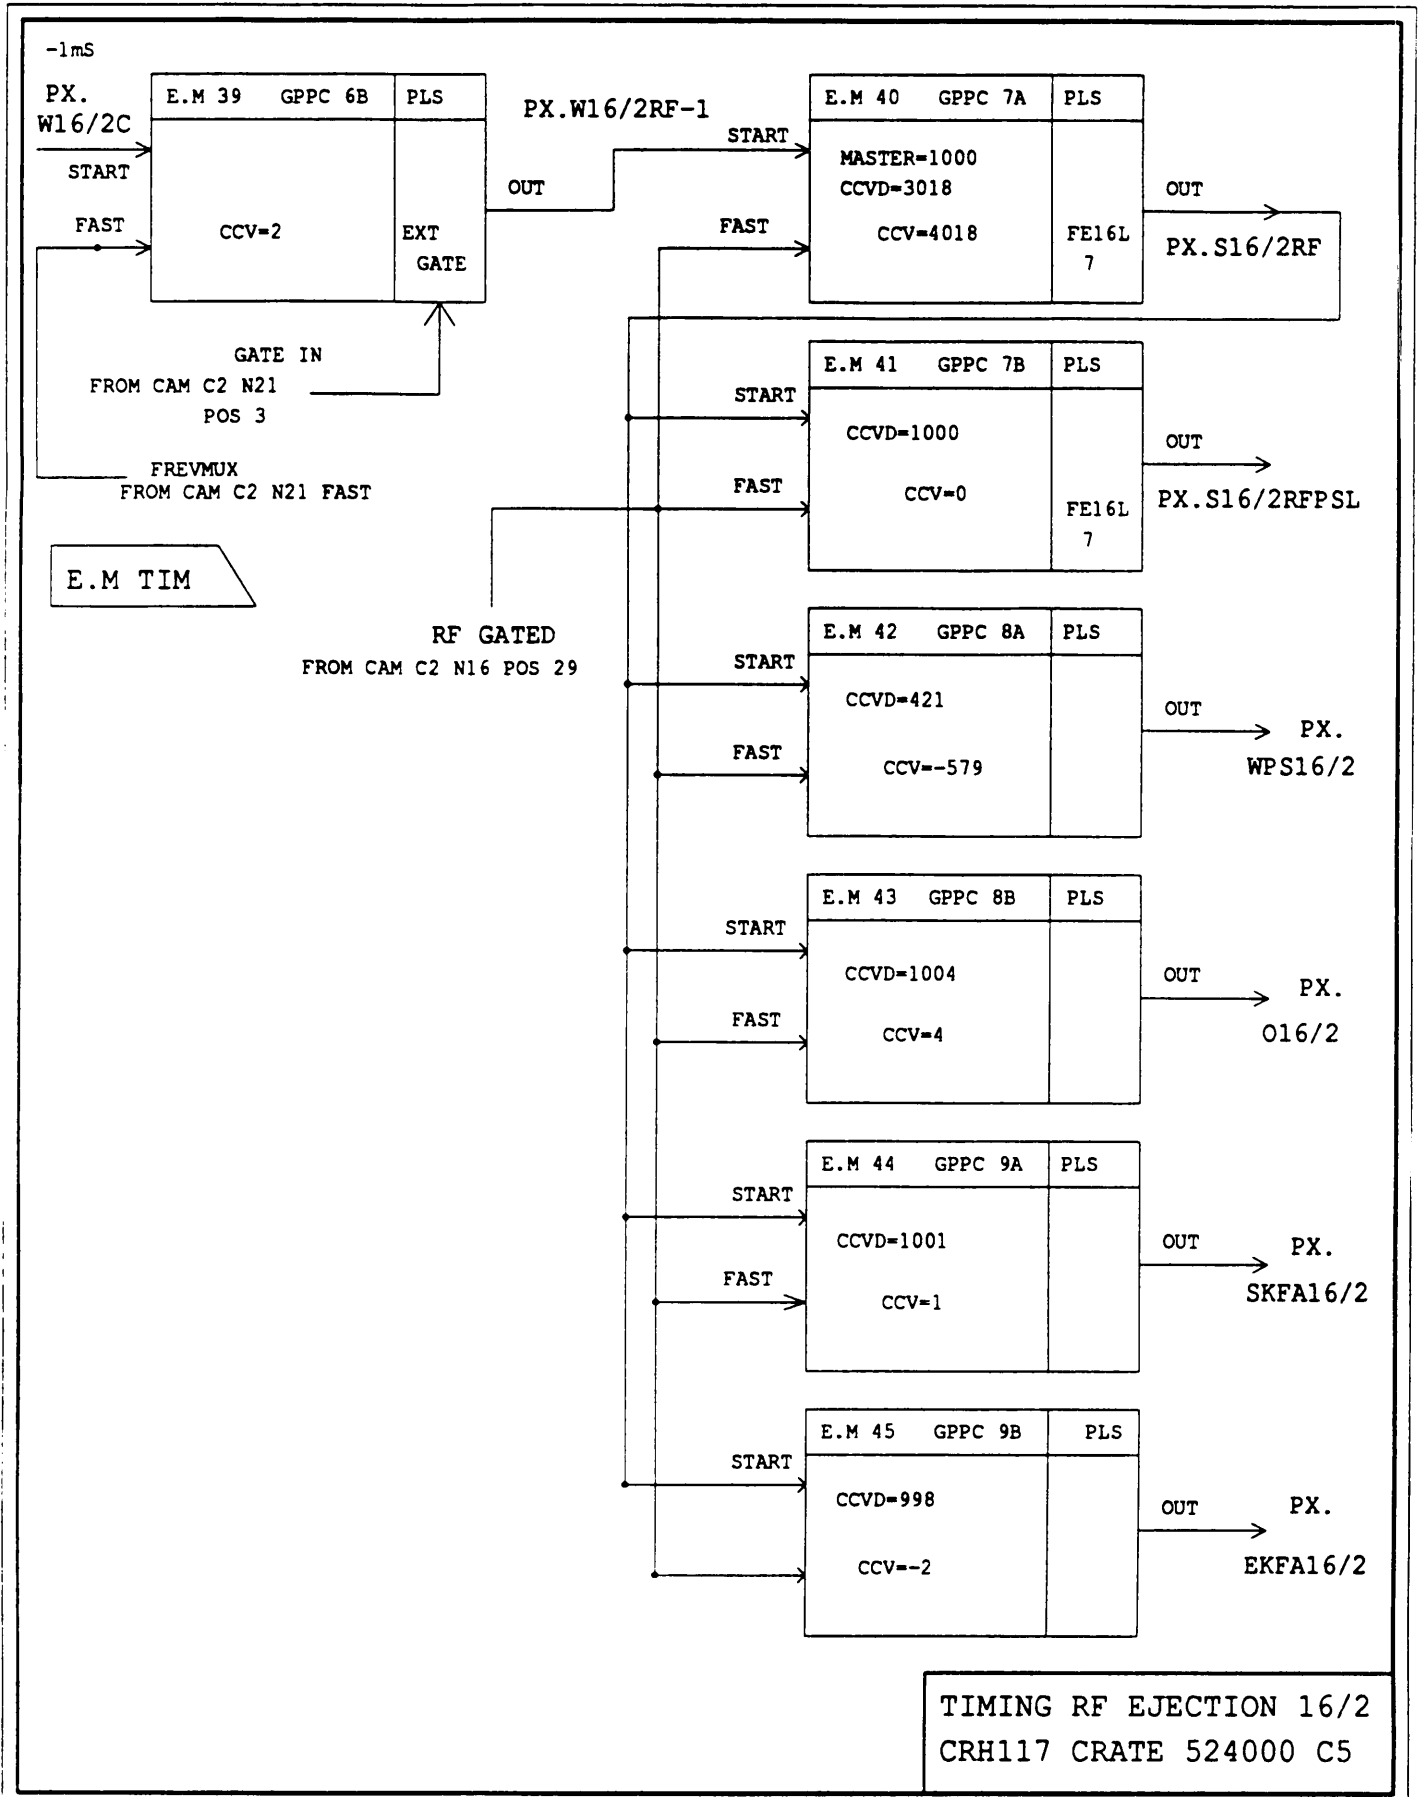 -1mS
PX.
W16/2C
START
FAST
E.M 39 GPPC 6B PLS
CCV=2
EXT
GATE
OUT
PX.W16/2RF-1
GATE IN
FROM CAM C2 N21
POS 3
FREVMUX
FROM CAM C2 N21 FAST
E.M TIM
RF GATED
FROM CAM C2 N16 POS 29
START
FAST
E.M 40 GPPC 7A PLS
MASTER=1000
CCVD=3018
CCV=4018
FE16L
7
OUT
PX.S16/2RF
START
FAST
E.M 41 GPPC 7B PLS
CCVD=1000
CCV=0
FE16L
7
OUT
PX.S16/2RFPSL
START
FAST
E.M 42 GPPC 8A PLS
CCVD=421
CCV=-579
OUT
PX.
WPS16/2
START
FAST
E.M 43 GPPC 8B PLS
CCVD=1004
CCV=4
OUT
PX.
O16/2
START
FAST
E.M 44 GPPC 9A PLS
CCVD=1001
CCV=1
OUT
PX.
SKFA16/2
START
E.M 45 GPPC 9B PLS
CCVD=998
CCV=-2
OUT
PX.
EKFA16/2
TIMING RF EJECTION 16/2
CRH117 CRATE 524000 C5